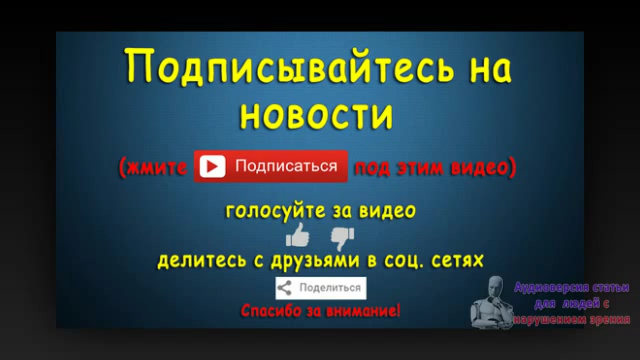 Подписывайтесь на
новости
(жмите Подписаться под этим видео)
голосуйте за видео
делитесь с друзьями в соц. сетях
Поделиться
Спасибо за внимание!
Аудиоверсия статьи
для людей с
нарушением зрения